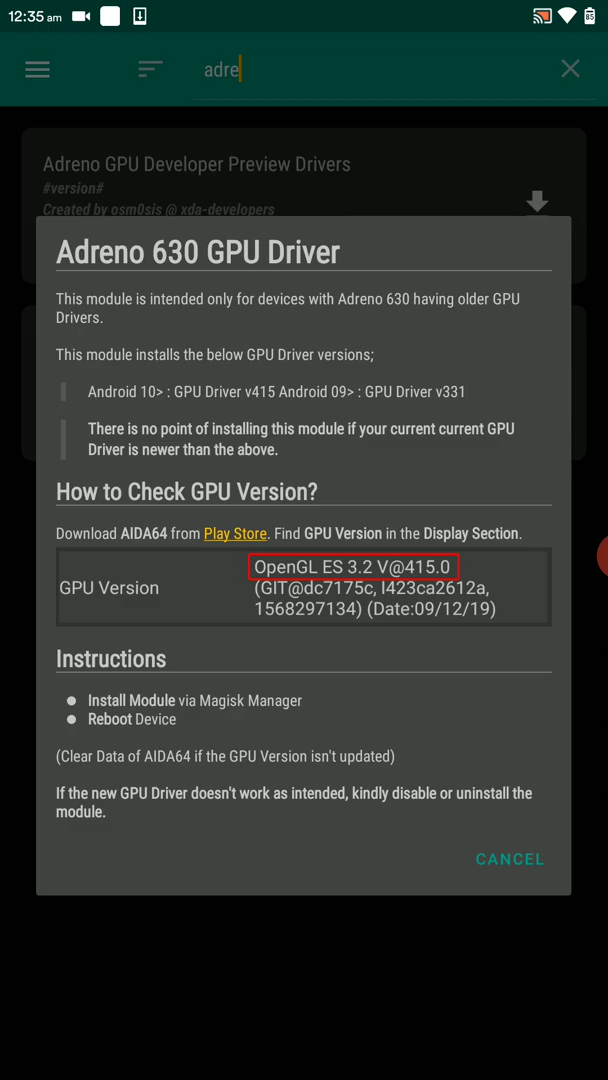 12:35 am
85
adre
Adreno GPU Developer Preview Drivers
#version#
Created by osm0sis @ xda-developers
Adreno 630 GPU Driver
This module is intended only for devices with Adreno 630 having older GPU
Drivers.
This module installs the below GPU Driver versions;
Android 10> : GPU Driver v415 Android 09> : GPU Driver v331
There is no point of installing this module if your current current GPU
Driver is newer than the above.
How to Check GPU Version?
Download AIDA64 from Play Store. Find GPU Version in the Display Section.
OpenGL ES 3.2 V@415.0
GPU Version (GIT@dc7175c, I423ca2612a,
1568297134) (Date:09/12/19)
Instructions
Install Module via Magisk Manager
Reboot Device
(Clear Data of AIDA64 if the GPU Version isn't updated)
If the new GPU Driver doesn't work as intended, kindly disable or uninstall the
module.
CANCEL